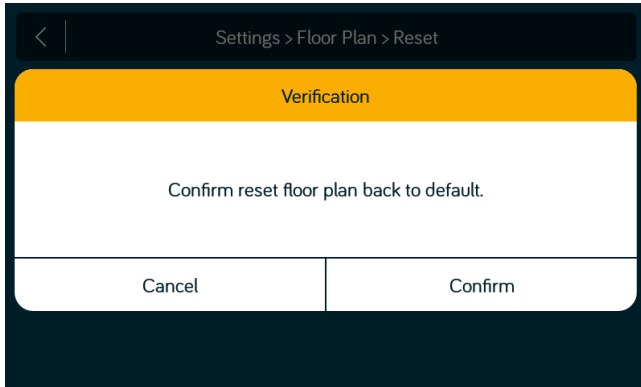 Settings > Floor Plan > Reset
Verification
Confirm reset floor plan back to default.
Cancel
Confirm